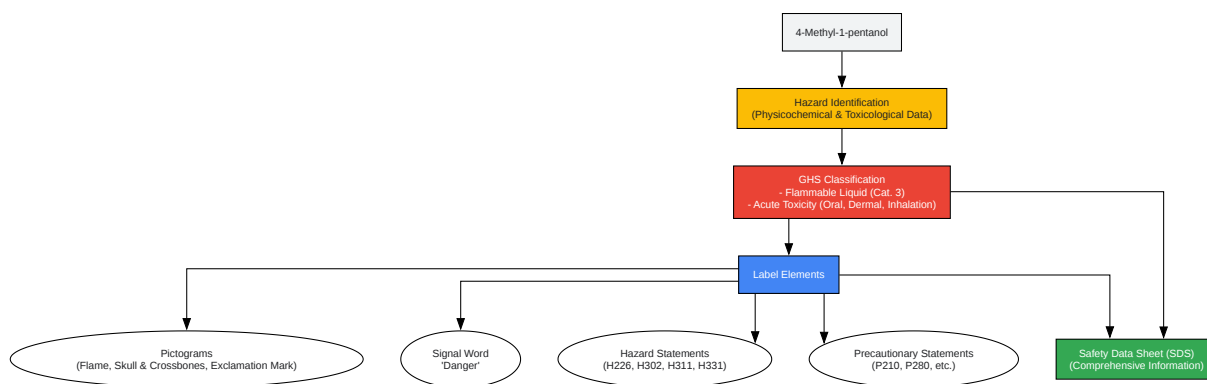 4-Methyl-1-pentanol
Hazard Identification
(Physicochemical & Toxicological Data)
GHS Classification
- Flammable Liquid (Cat. 3)
- Acute Toxicity (Oral, Dermal, Inhalation)
Label Elements
Pictograms
(Flame, Skull & Crossbones, Exclamation Mark)
Signal Word
'Danger'
Hazard Statements
(H226, H302, H311, H331)
Precautionary Statements
(P210, P280, etc.)
Safety Data Sheet (SDS)
(Comprehensive Information)